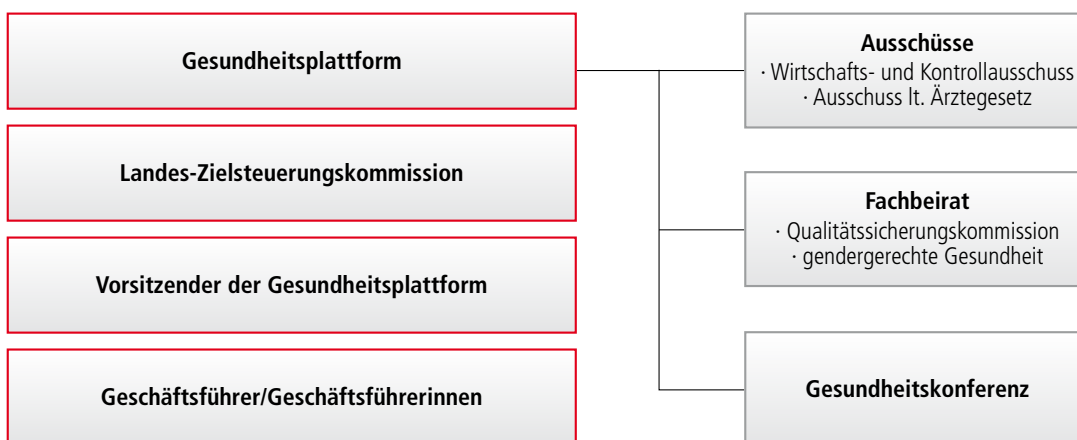 Gesundheitsplattform
Landes-Zielsteuerungskommission
Vorsitzender der Gesundheitsplattform
Geschäftsführer/Geschäftsführerinnen
Ausschüsse
· Wirtschafts- und Kontrollausschuss
· Ausschuss lt. Ärztegesetz
Fachbeirat
· Qualitätssicherungskommission
· gendergerechte Gesundheit
Gesundheitskonferenz